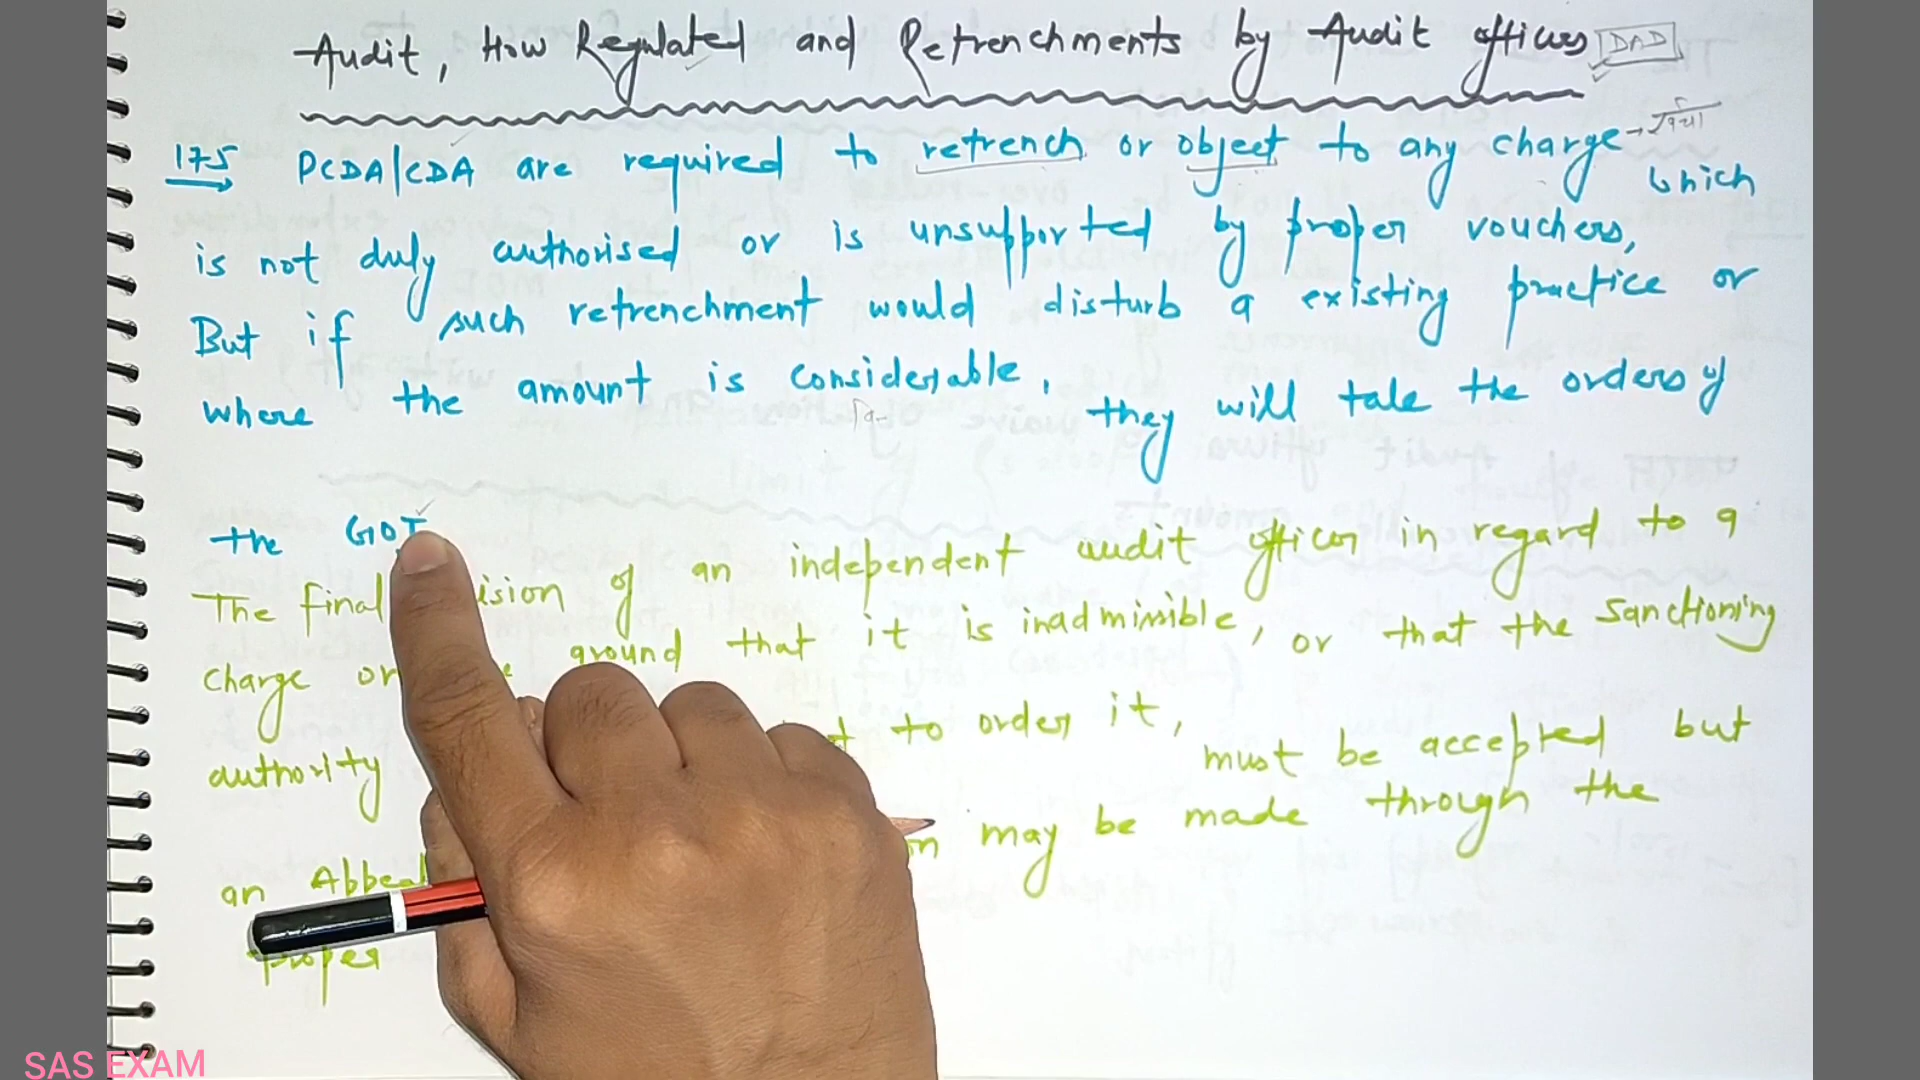 Audit, How Regulated and Retrenchments by Audit officers DAD
175 PCDA/CDA are required to retrench or object to any charge → which
is not duly authorised or is unsupported by proper vouchers,
But if such retrenchment would disturb a existing practice or
where the amount is considerable, they will take the orders of
the GOI
The final ision of an independent audit officer in regard to a
charge or ground that it is inadmissible, or that the sanctioning
authority to order it, must be accepted but
an Appeal may be made through the
proper
SAS EXAM